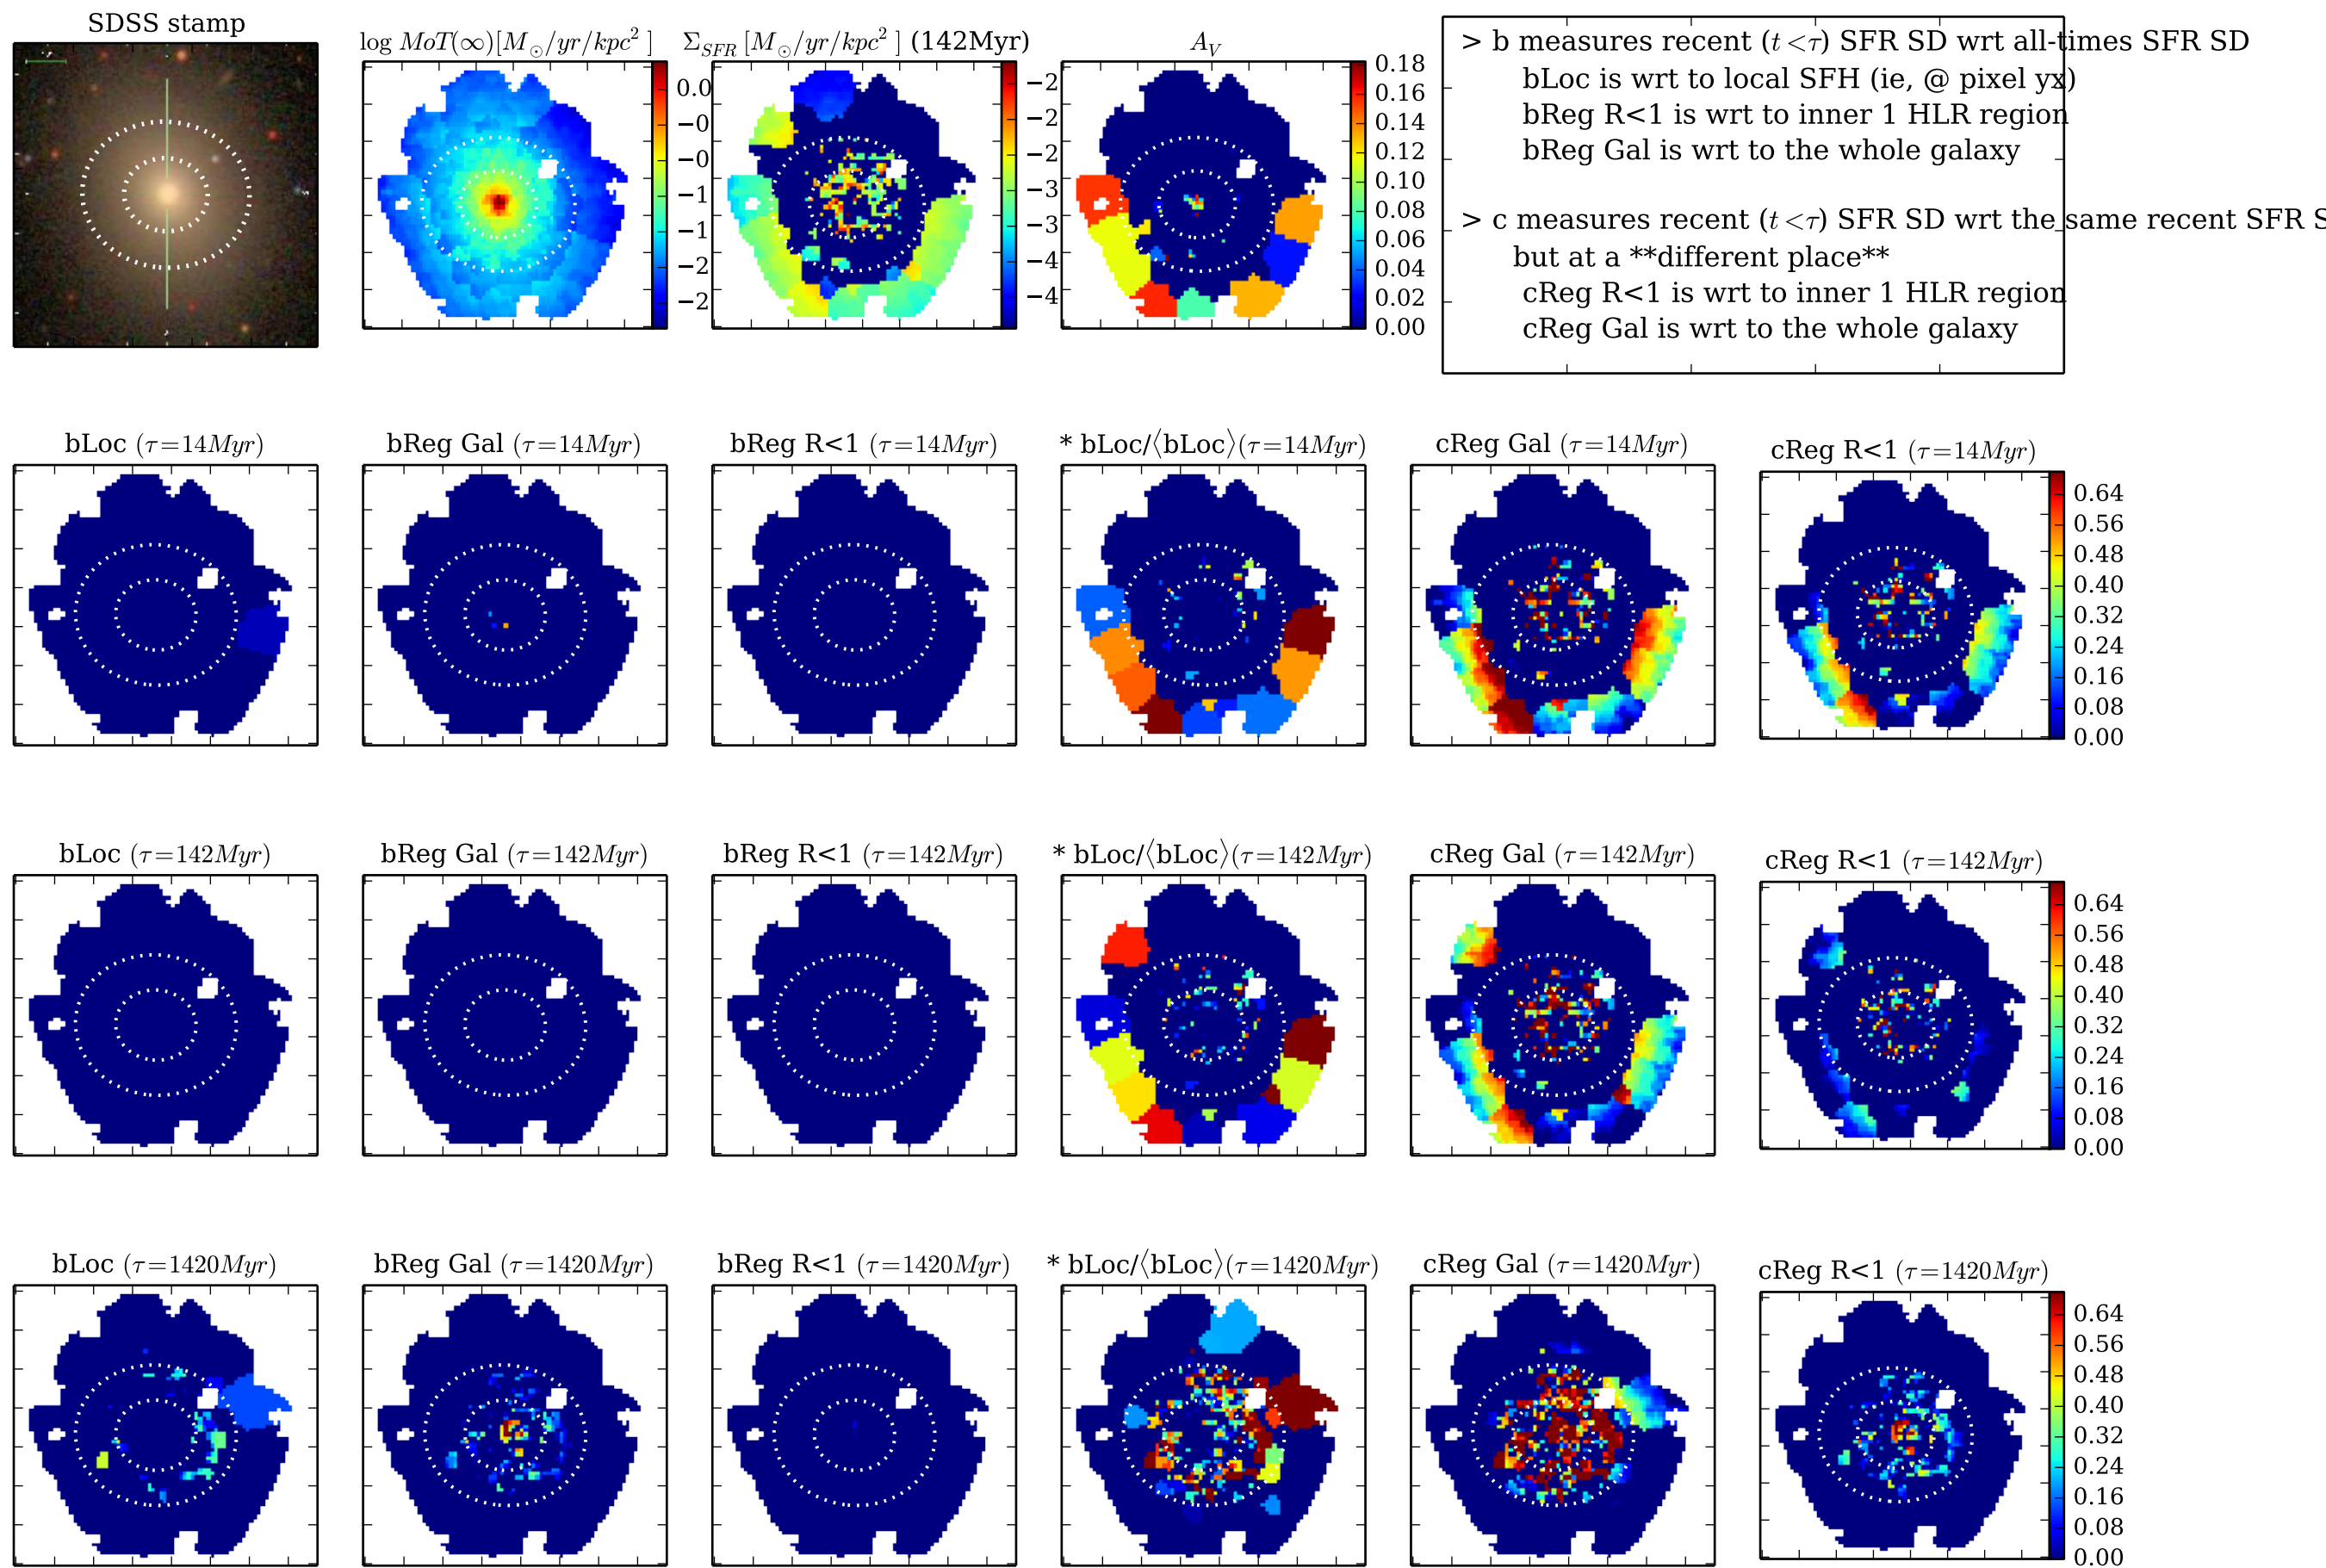 SDSS stamp
log MoT(∞)[M⊙/yr/kpc² ]
Σ_SFR [M⊙/yr/kpc² ] (142Myr)
A_V
0.0
−0
−0
−1
−1
−2
−2
−2
−2
−2
−3
−3
−4
−4
0.18
0.16
0.14
0.12
0.10
0.08
0.06
0.04
0.02
0.00
> b measures recent (t<τ) SFR SD wrt all-times SFR SD
bLoc is wrt to local SFH (ie, @ pixel yx)
bReg R<1 is wrt to inner 1 HLR region
bReg Gal is wrt to the whole galaxy
> c measures recent (t<τ) SFR SD wrt the same recent SFR S
but at a **different place**
cReg R<1 is wrt to inner 1 HLR region
cReg Gal is wrt to the whole galaxy
bLoc (τ=14Myr)
bReg Gal (τ=14Myr)
bReg R<1 (τ=14Myr)
* bLoc/⟨bLoc⟩(τ=14Myr)
cReg Gal (τ=14Myr)
cReg R<1 (τ=14Myr)
0.64
0.56
0.48
0.40
0.32
0.24
0.16
0.08
0.00
bLoc (τ=142Myr)
bReg Gal (τ=142Myr)
bReg R<1 (τ=142Myr)
* bLoc/⟨bLoc⟩(τ=142Myr)
cReg Gal (τ=142Myr)
cReg R<1 (τ=142Myr)
0.64
0.56
0.48
0.40
0.32
0.24
0.16
0.08
0.00
bLoc (τ=1420Myr)
bReg Gal (τ=1420Myr)
bReg R<1 (τ=1420Myr)
* bLoc/⟨bLoc⟩(τ=1420Myr)
cReg Gal (τ=1420Myr)
cReg R<1 (τ=1420Myr)
0.64
0.56
0.48
0.40
0.32
0.24
0.16
0.08
0.00